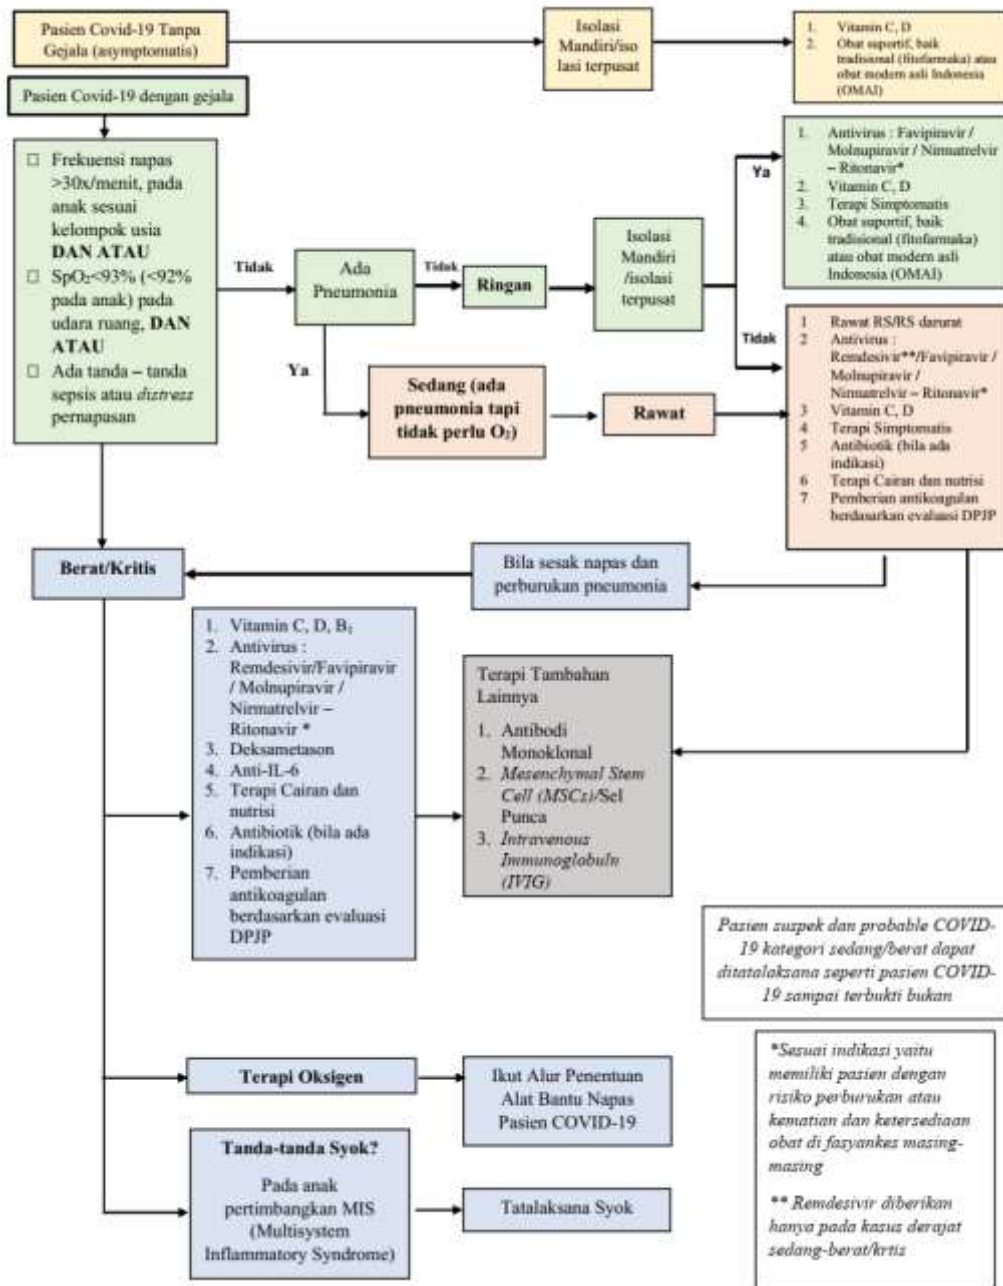 Pasien Covid-19 Tanpa
Gejala (asymptomatis)
Isolasi
Mandiri/iso
lasi terpusat
1. Vitamin C, D
2. Obat suportif, baik
tradisional (fitofarmaka) atau
obat modern asli Indonesia
(OMAI)
Pasien Covid-19 dengan gejala
□ Frekuensi napas
>30x/menit, pada
anak sesuai
kelompok usia
DAN ATAU
□ SpO₂<93% (<92%
pada anak) pada
udara ruang, DAN
ATAU
□ Ada tanda – tanda
sepsis atau distress
pernapasan
Tidak
Ada
Pneumonia
Tidak
Ringan
Isolasi
Mandiri
/isolasi
terpusat
Ya
1. Antivirus : Favipiravir /
Molnupiravir / Nirmatrelvir
– Ritonavir*
2. Vitamin C, D
3. Terapi Simptomatis
4. Obat suportif, baik
tradisional (fitofarmaka)
atau obat modern asli
Indonesia (OMAI)
Tidak
Ya
Sedang (ada
pneumonia tapi
tidak perlu O₂)
Rawat
1 Rawat RS/RS darurat
2 Antivirus :
Remdesivir**/Favipiravir /
Molnupiravir /
Nirmatrelvir – Ritonavir*
3 Vitamin C, D
4 Terapi Simptomatis
5 Antibiotik (bila ada
indikasi)
6 Terapi Cairan dan nutrisi
7 Pemberian antikoagulan
berdasarkan evaluasi DPJP
Berat/Kritis
Bila sesak napas dan
perburukan pneumonia
1. Vitamin C, D, B₁
2. Antivirus :
Remdesivir/Favipiravir
/ Molnupiravir /
Nirmatrelvir –
Ritonavir *
3. Deksametason
4. Anti-IL-6
5. Terapi Cairan dan
nutrisi
6. Antibiotik (bila ada
indikasi)
7. Pemberian
antikoagulan
berdasarkan evaluasi
DPJP
Terapi Tambahan
Lainnya
1. Antibodi
Monoklonal
2. Mesenchymal Stem
Cell (MSCs)/Sel
Punca
3. Intravenous
Immunoglobuln
(IVIG)
Pasien suspek dan probable COVID-
19 kategori sedang/berat dapat
ditatalaksana seperti pasien COVID-
19 sampai terbukti bukan
Terapi Oksigen
Ikut Alur Penentuan
Alat Bantu Napas
Pasien COVID-19
Tanda-tanda Syok?
Pada anak
pertimbangkan MIS
(Multisystem
Inflammatory Syndrome)
Tatalaksana Syok
*Sesuai indikasi yaitu
memiliki pasien dengan
risiko perburukan atau
kematian dan ketersediaan
obat di fasyankes masing-
masing
** Remdesivir diberikan
hanya pada kasus derajat
sedang-berat/krtis